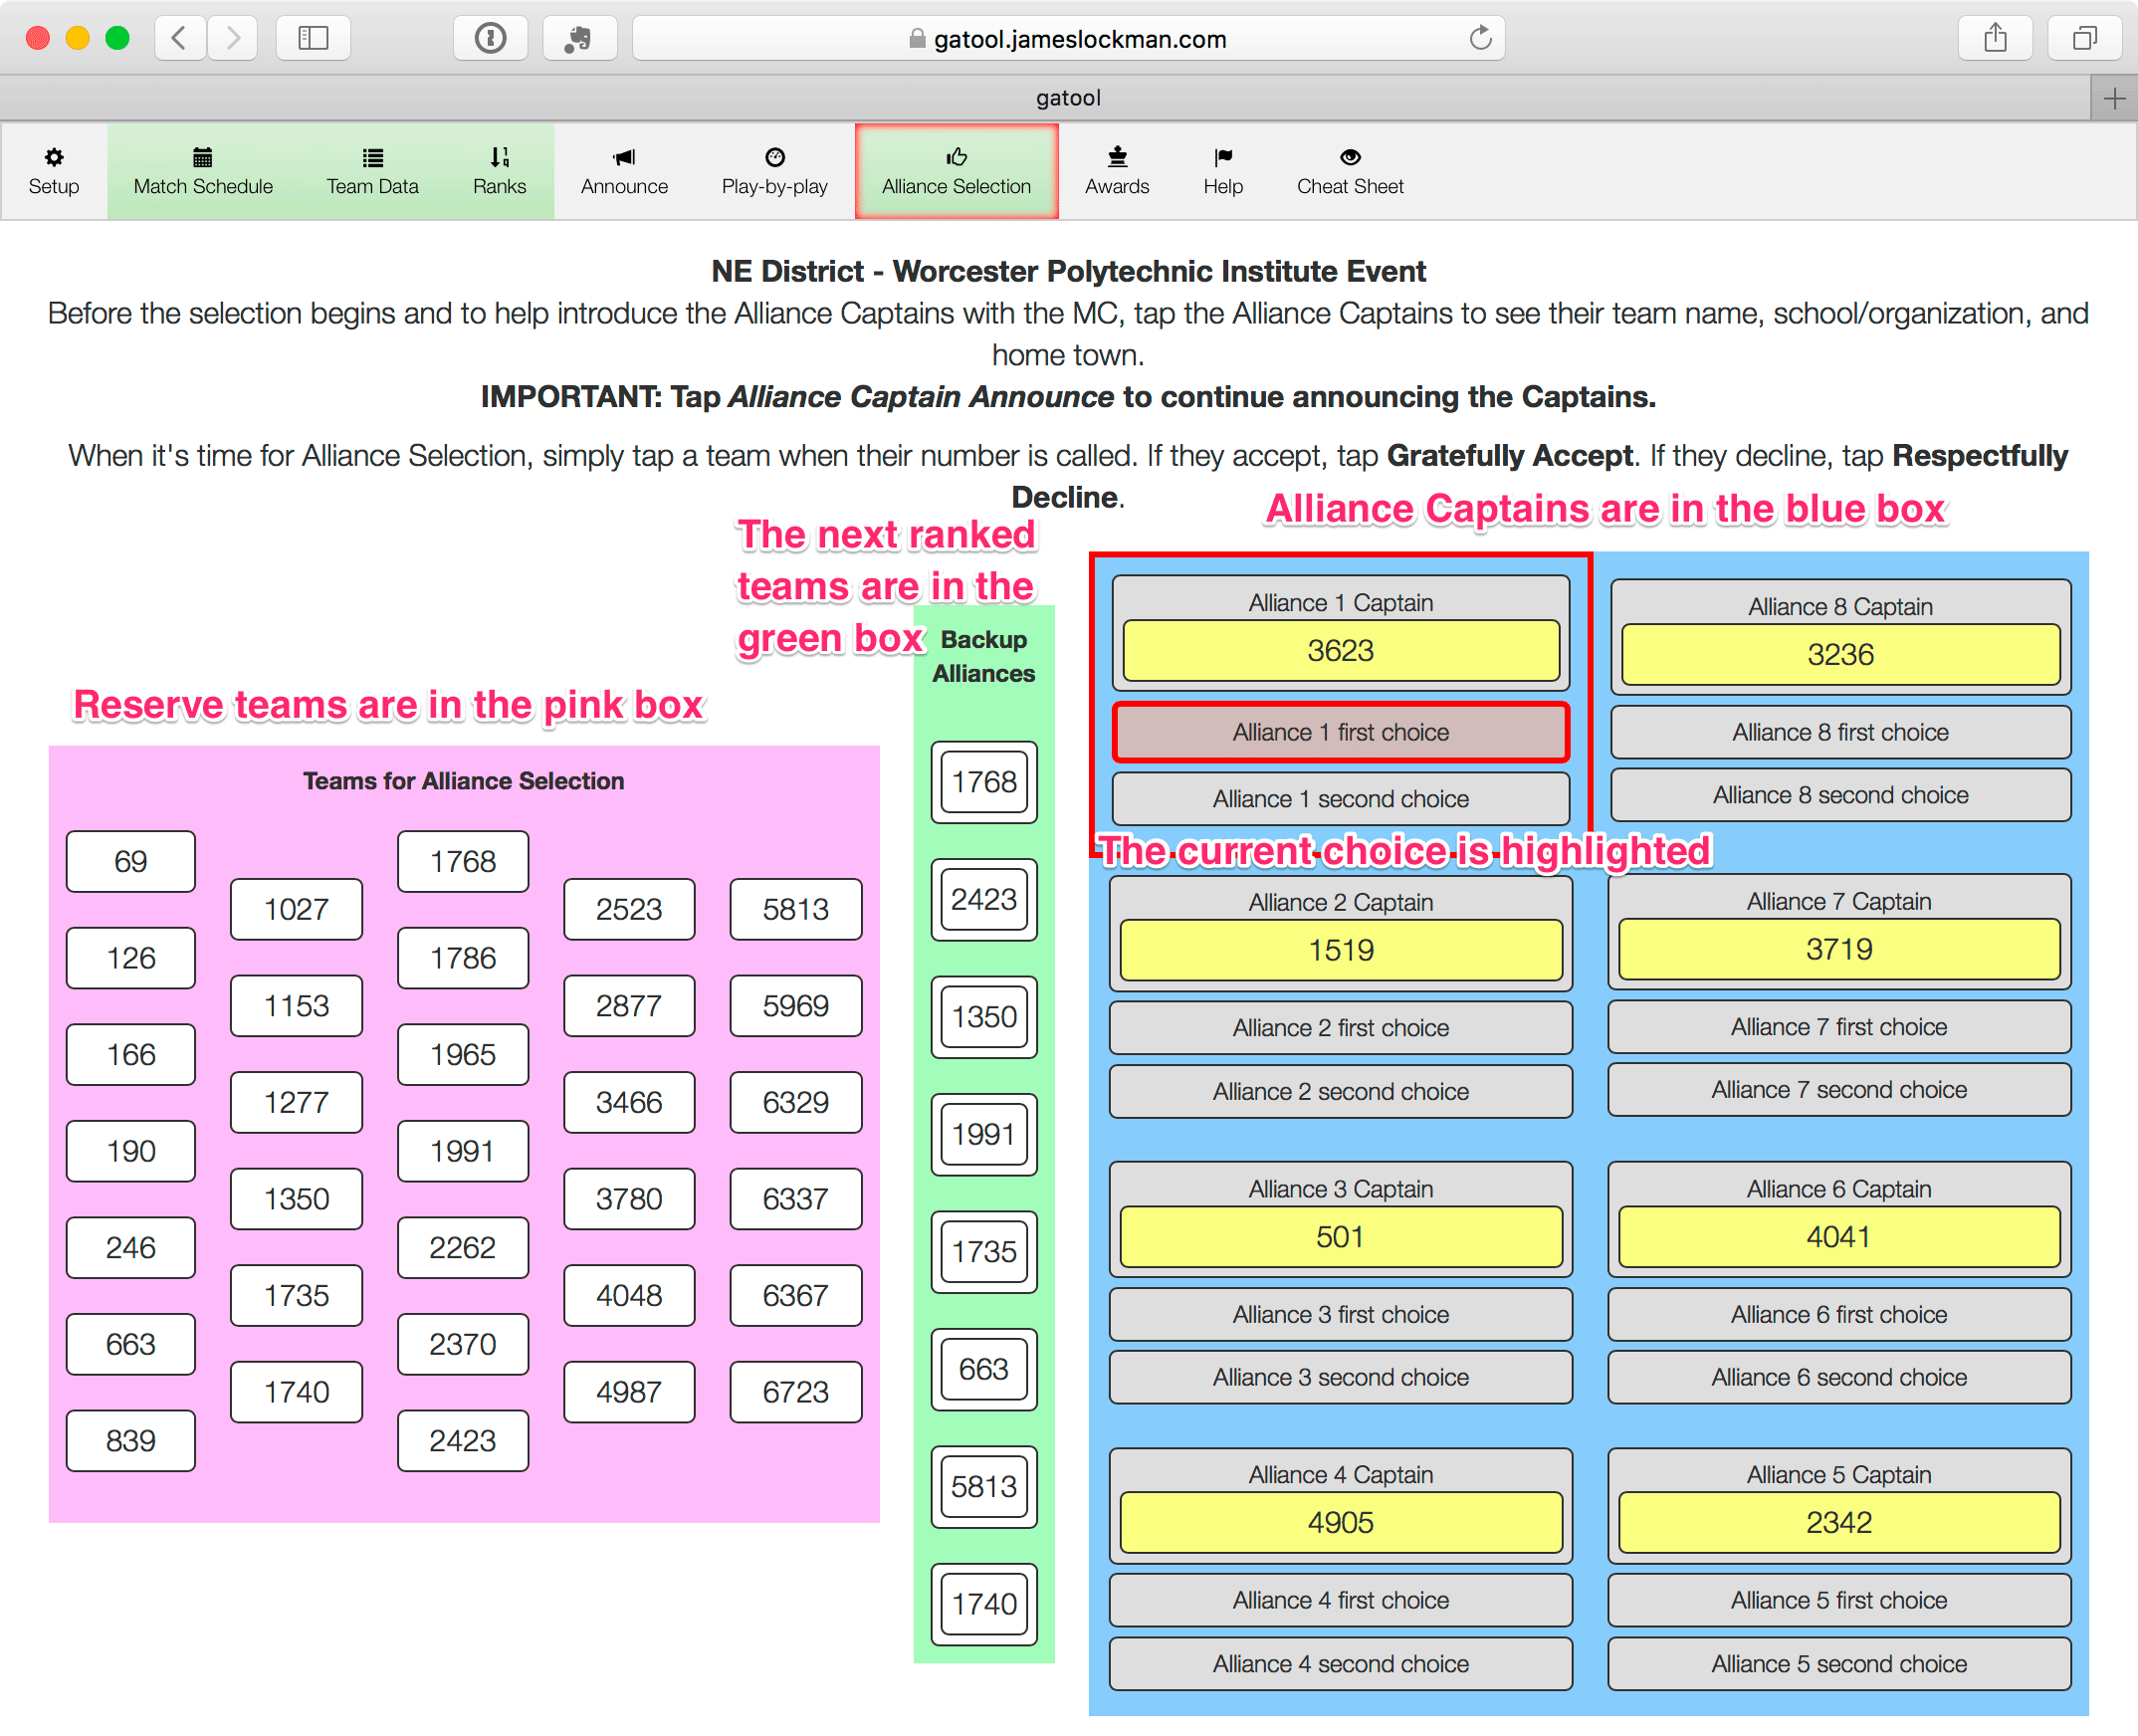 gatool.jameslockman.com
gatool
Setup
Match Schedule
Team Data
Ranks
Announce
Play-by-play
Alliance Selection
Awards
Help
Cheat Sheet
NE District - Worcester Polytechnic Institute Event
Before the selection begins and to help introduce the Alliance Captains with the MC, tap the Alliance Captains to see their team name, school/organization, and
home town.
IMPORTANT: Tap Alliance Captain Announce to continue announcing the Captains.
When it's time for Alliance Selection, simply tap a team when their number is called. If they accept, tap Gratefully Accept. If they decline, tap Respectfully
Decline.
Reserve teams are in the pink box
Teams for Alliance Selection
69
126
166
190
246
663
839
1027
1153
1277
1350
1735
1740
1768
1786
1965
1991
2262
2370
2423
2523
2877
3466
3780
4048
4987
5813
5969
6329
6337
6367
6723
The next ranked
teams are in the
green box
Backup
Alliances
1768
2423
1350
1991
1735
663
5813
1740
Alliance Captains are in the blue box
Alliance 1 Captain
3623
Alliance 1 first choice
Alliance 1 second choice
The current choice is highlighted
Alliance 8 Captain
3236
Alliance 8 first choice
Alliance 8 second choice
Alliance 2 Captain
1519
Alliance 2 first choice
Alliance 2 second choice
Alliance 7 Captain
3719
Alliance 7 first choice
Alliance 7 second choice
Alliance 3 Captain
501
Alliance 3 first choice
Alliance 3 second choice
Alliance 6 Captain
4041
Alliance 6 first choice
Alliance 6 second choice
Alliance 4 Captain
4905
Alliance 4 first choice
Alliance 4 second choice
Alliance 5 Captain
2342
Alliance 5 first choice
Alliance 5 second choice